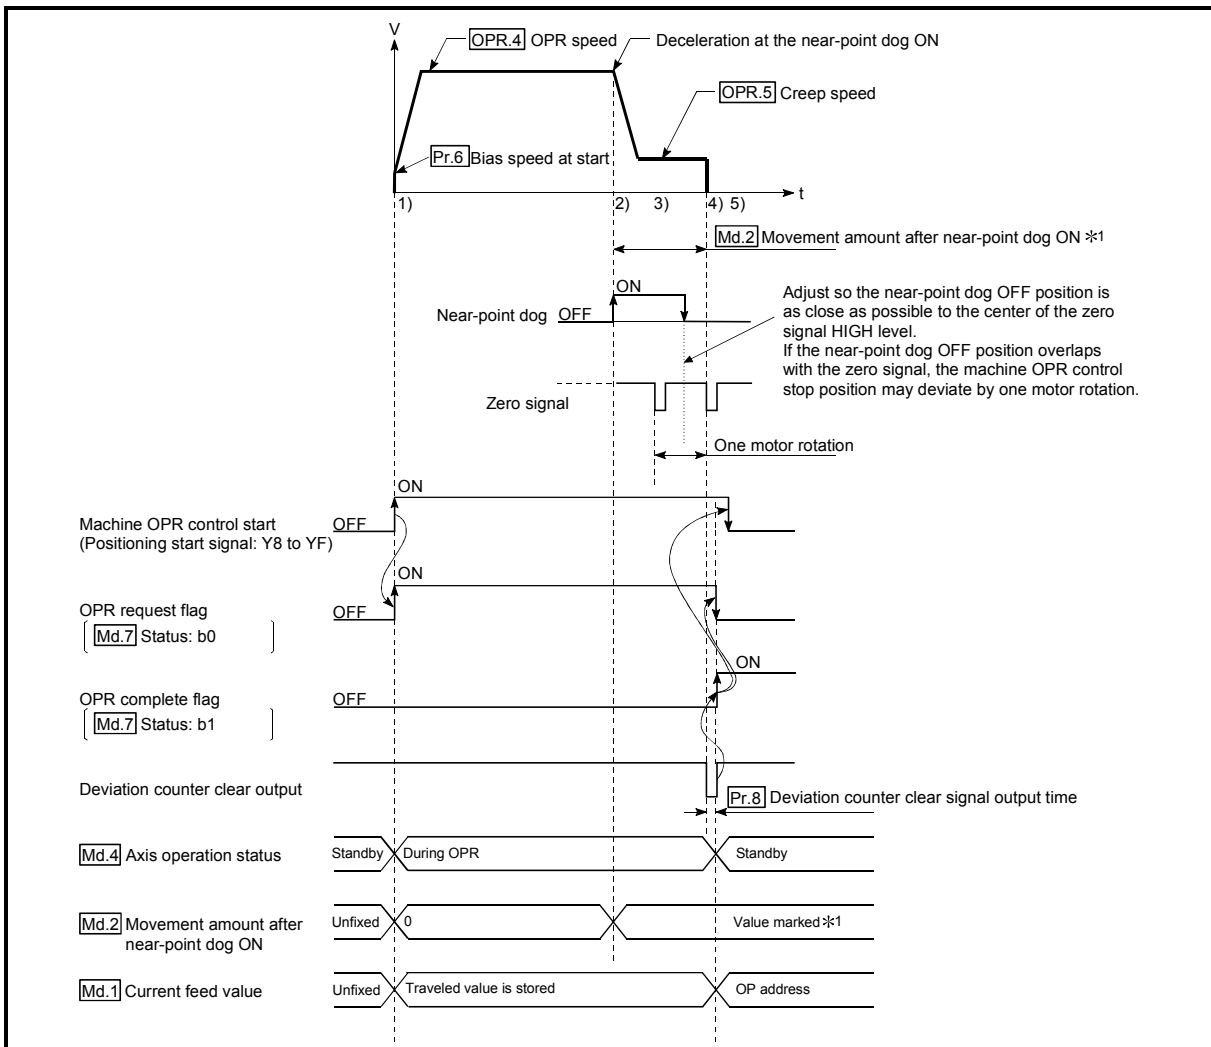 V
OPR.4 OPR speed
Deceleration at the near-point dog ON
OPR.5 Creep speed
Pr.6 Bias speed at start
t
1)
2)
3)
4)
5)
Md.2 Movement amount after near-point dog ON *1
ON
Near-point dog
OFF
Adjust so the near-point dog OFF position is
as close as possible to the center of the zero
signal HIGH level.
If the near-point dog OFF position overlaps
with the zero signal, the machine OPR control
stop position may deviate by one motor rotation.
Zero signal
One motor rotation
ON
Machine OPR control start
(Positioning start signal: Y8 to YF)
OFF
ON
OPR request flag
OFF
Md.7 Status: b0
ON
OPR complete flag
OFF
Md.7 Status: b1
Deviation counter clear output
Pr.8 Deviation counter clear signal output time
Md.4 Axis operation status
Standby
During OPR
Standby
Md.2 Movement amount after
near-point dog ON
Unfixed
0
Value marked *1
Md.1 Current feed value
Unfixed
Traveled value is stored
OP address